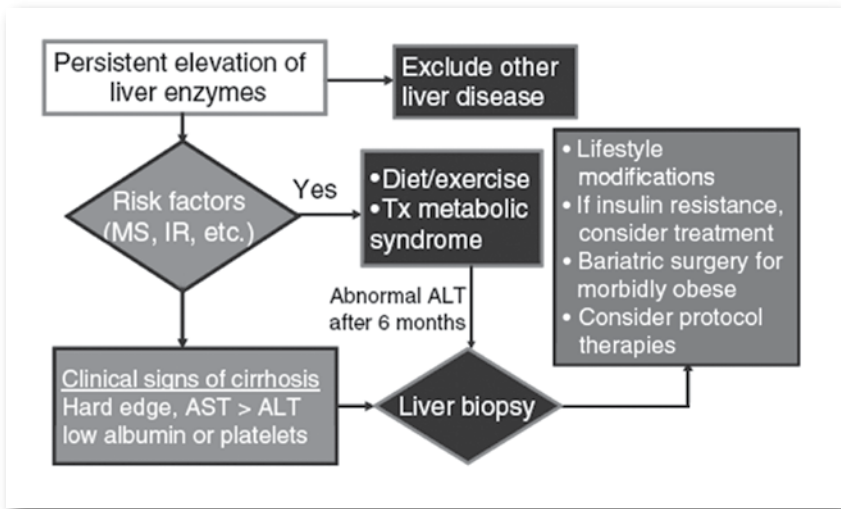 Persistent elevation of
liver enzymes
Exclude other
liver disease
Risk factors
(MS, IR, etc.)
Yes
•Diet/exercise
•Tx metabolic
syndrome
Abnormal ALT
after 6 months
Clinical signs of cirrhosis
Hard edge, AST > ALT
low albumin or platelets
Liver biopsy
• Lifestyle
modifications
• If insulin resistance,
consider treatment
• Bariatric surgery for
morbidly obese
• Consider protocol
therapies